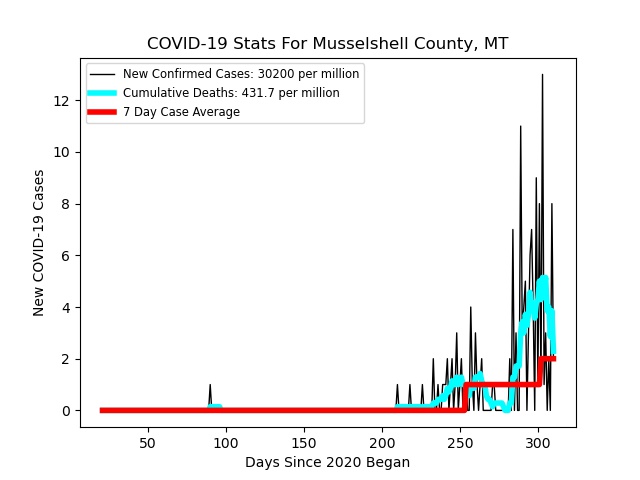 COVID-19 Stats For Musselshell County, MT
New Confirmed Cases: 30200 per million
Cumulative Deaths: 431.7 per million
7 Day Case Average
New COVID-19 Cases
12
10
8
6
4
2
0
50 100 150 200 250 300
Days Since 2020 Began